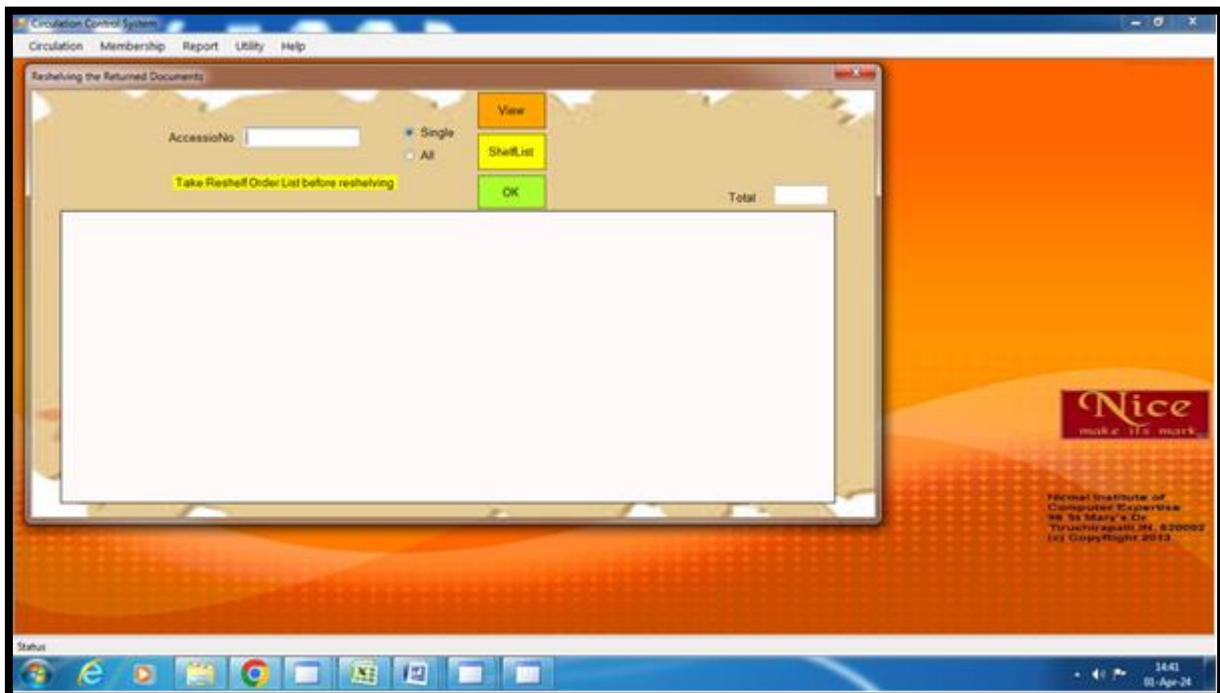 Circulation Control System
Circulation Membership Report Utility Help
Reshelving the Returned Documents
View
AccessioNo
Single
All
ShelfList
Take Reshelf Order List before reshelving
OK
Total
Nice
make its mark
Nirmal Institute of
Computer Expertise
Tiruchirapalli
(c) CopyRight 2013
Status
14:41
01-Apr-24